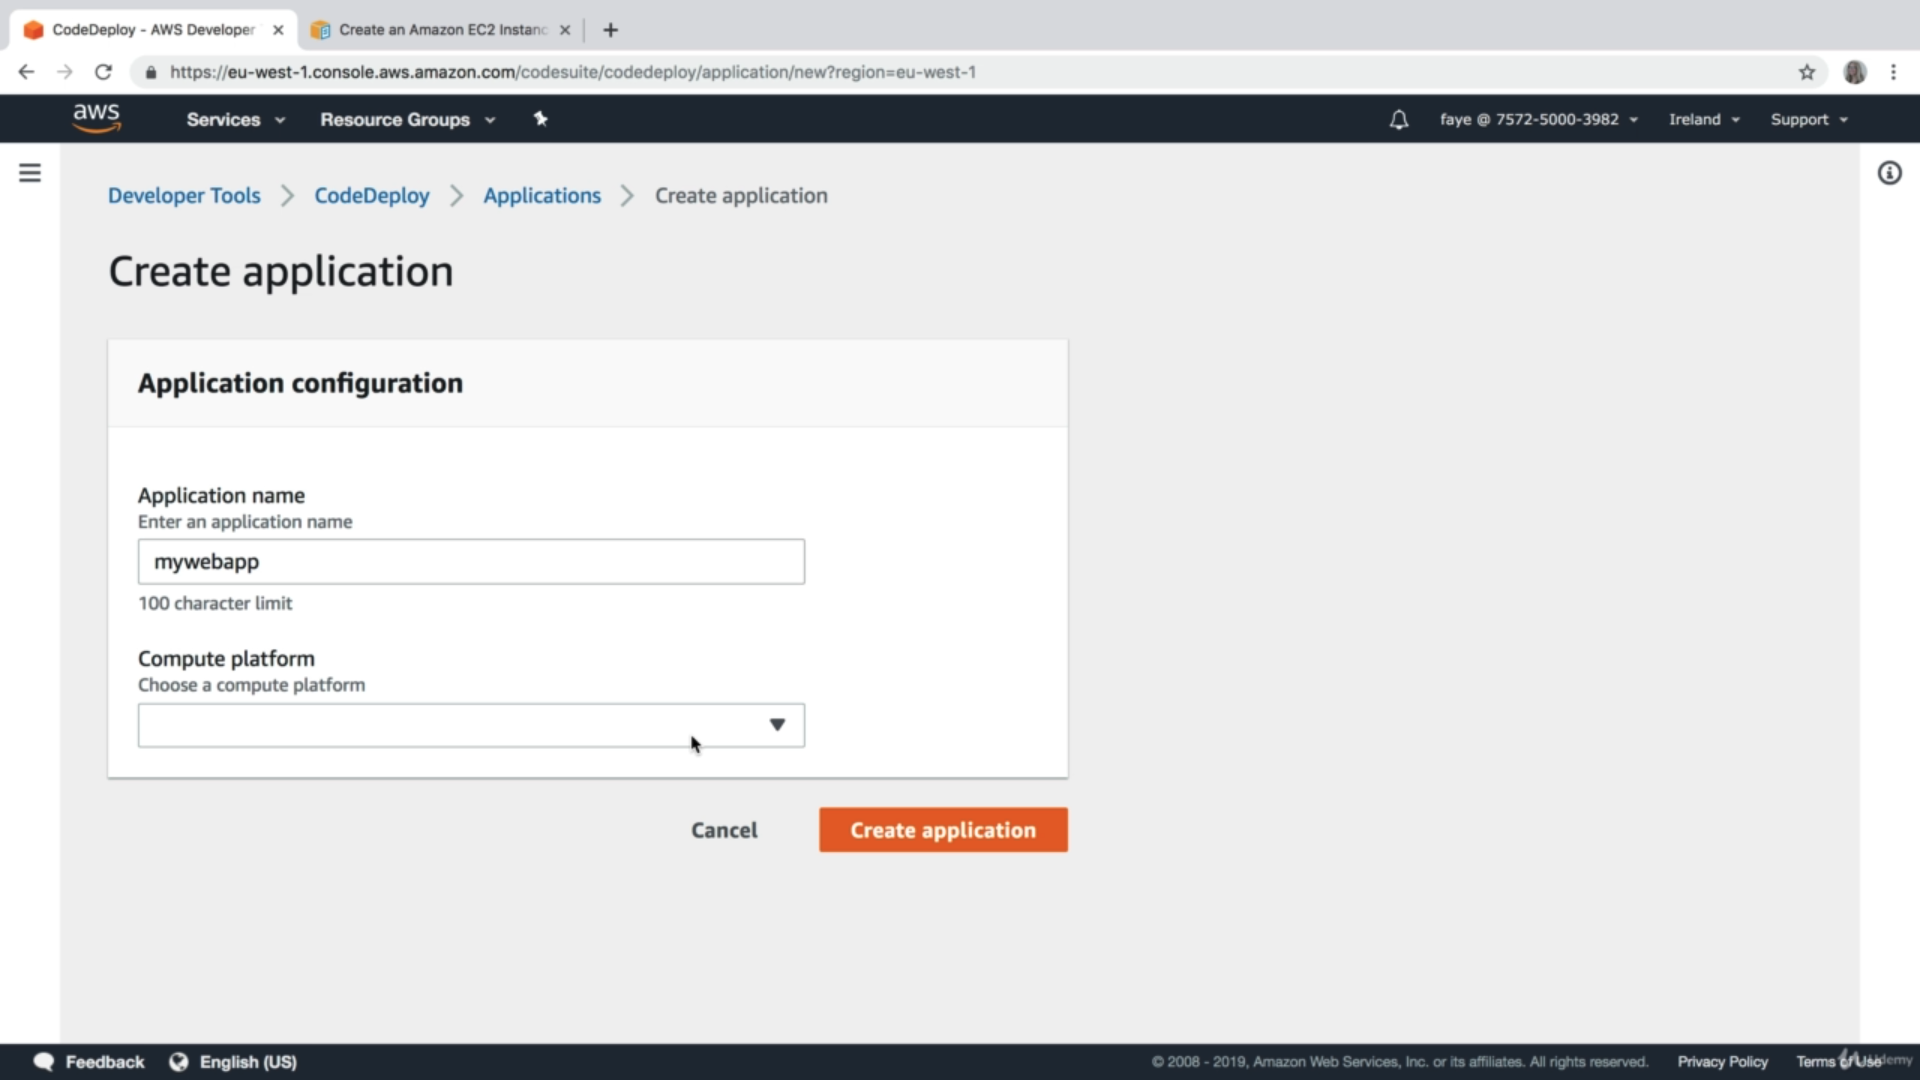 CodeDeploy - AWS Developer
Create an Amazon EC2 Instanc
https://eu-west-1.console.aws.amazon.com/codesuite/codedeploy/application/new?region=eu-west-1
aws
Services
Resource Groups
faye @ 7572-5000-3982
Ireland
Support
Developer Tools
CodeDeploy
Applications
Create application
Create application
Application configuration
Application name
Enter an application name
mywebapp
100 character limit
Compute platform
Choose a compute platform
Cancel
Create application
Feedback
English (US)
© 2008 - 2019, Amazon Web Services, Inc. or its affiliates. All rights reserved.
Privacy Policy
Terms of Use